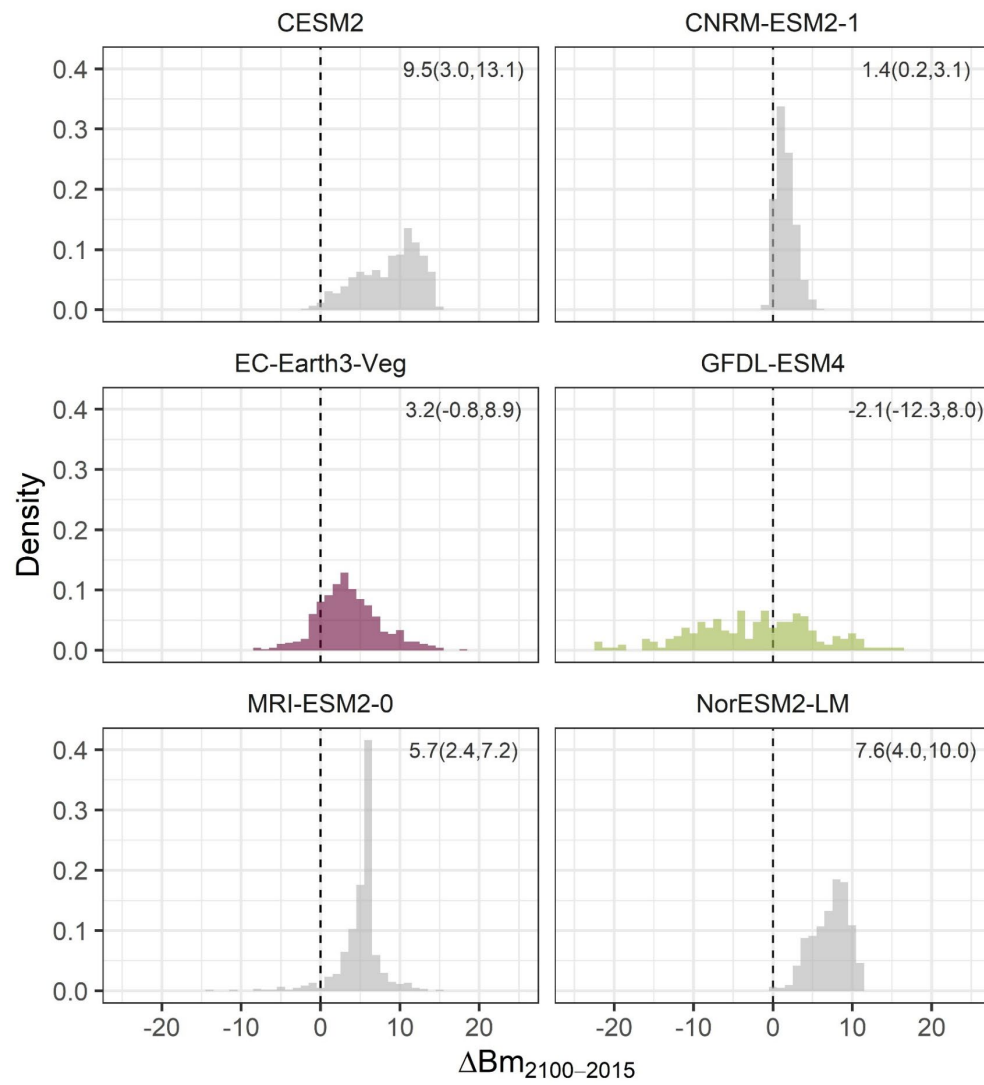 CESM2
CNRM-ESM2-1
9.5(3.0,13.1)
1.4(0.2,3.1)
0.4
0.3
0.2
0.1
0.0
EC-Earth3-Veg
GFDL-ESM4
3.2(-0.8,8.9)
-2.1(-12.3,8.0)
0.4
0.3
0.2
0.1
0.0
Density
MRI-ESM2-0
NorESM2-LM
5.7(2.4,7.2)
7.6(4.0,10.0)
0.4
0.3
0.2
0.1
0.0
-20 -10 0 10 20
-20 -10 0 10 20
ΔBm2100–2015